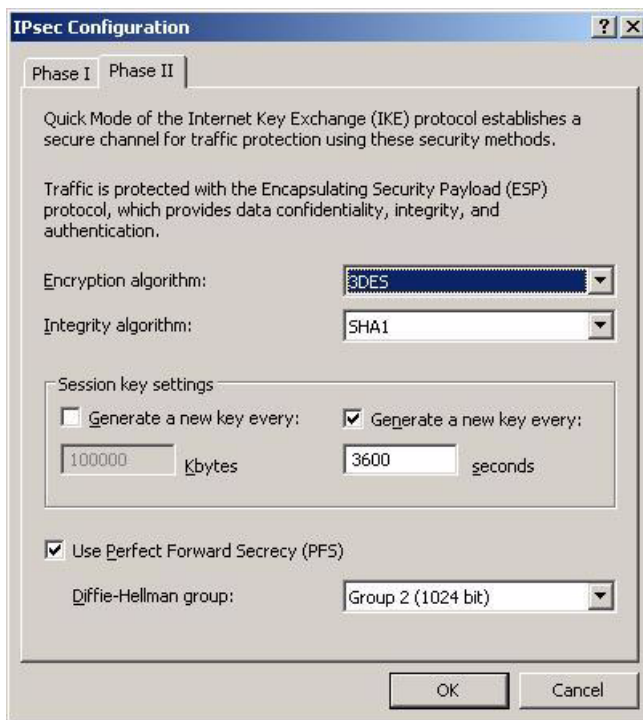 IPsec Configuration
Phase I
Phase II
Quick Mode of the Internet Key Exchange (IKE) protocol establishes a
secure channel for traffic protection using these security methods.
Traffic is protected with the Encapsulating Security Payload (ESP)
protocol, which provides data confidentiality, integrity, and
authentication.
Encryption algorithm: 3DES
Integrity algorithm: SHA1
Session key settings
Generate a new key every: Generate a new key every:
100000 Kbytes 3600 seconds
Use Perfect Forward Secrecy (PFS)
Diffie-Hellman group: Group 2 (1024 bit)
OK Cancel